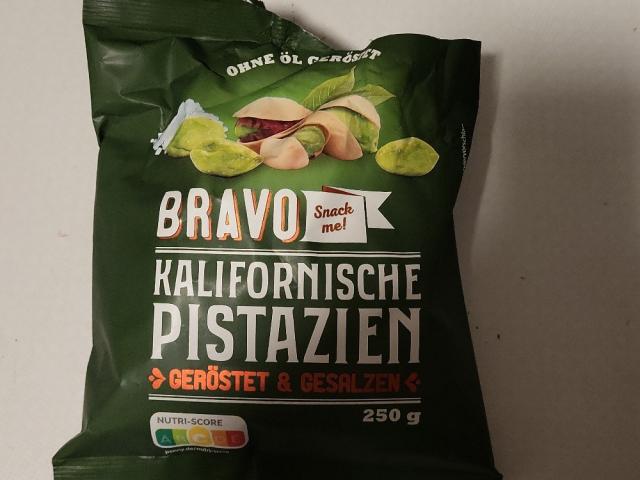 OHNE ÖL GERÖSTET
BRAVO
Snack
me!
KALIFORNISCHE
PISTAZIEN
GERÖSTET & GESALZEN
250 g
NUTRI-SCORE
A B C D E